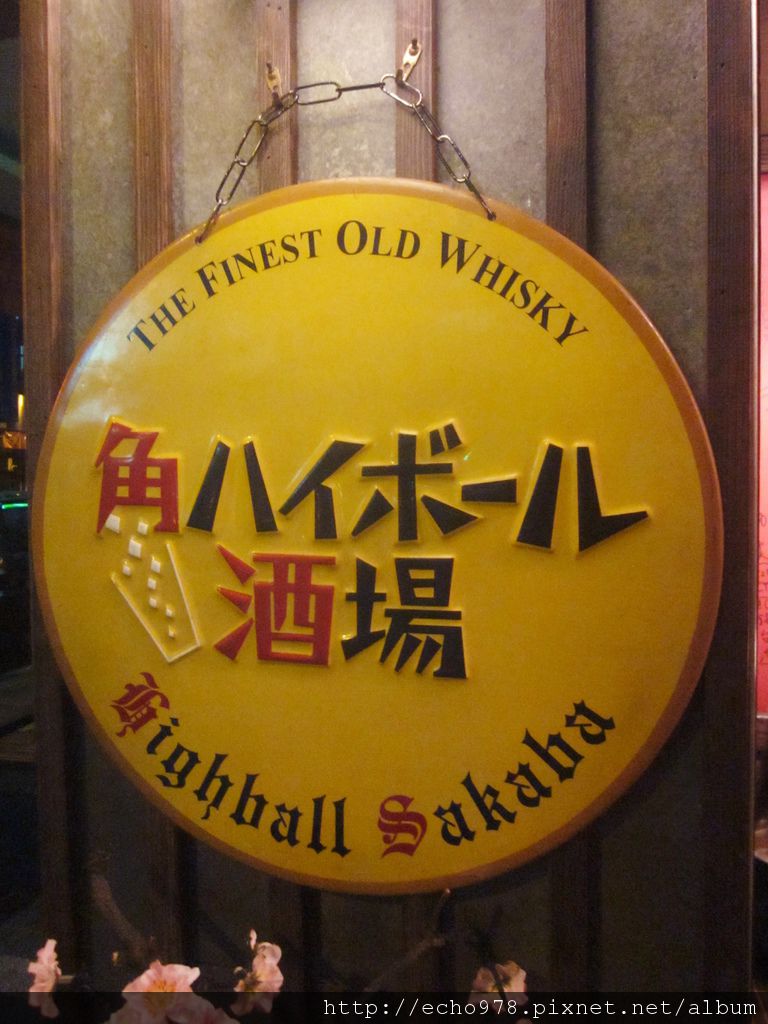 THE FINEST OLD WHISKY
角ハイボール
酒場
Highball Sakaba
http://echo978.pixnet.net/album